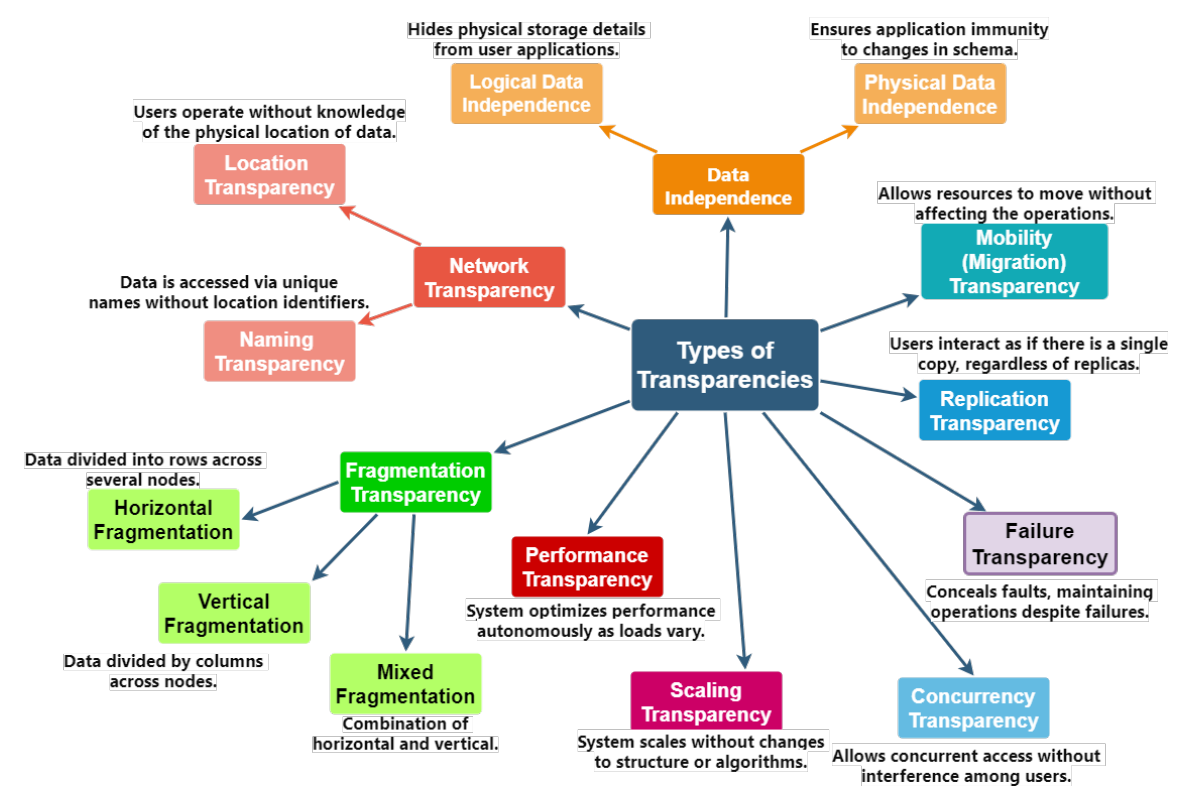 Hides physical storage details
from user applications.
Logical Data
Independence
Ensures application immunity
to changes in schema.
Physical Data
Independence
Data
Independence
Users operate without knowledge
of the physical location of data.
Location
Transparency
Network
Transparency
Data is accessed via unique
names without location identifiers.
Naming
Transparency
Allows resources to move without
affecting the operations.
Mobility
(Migration)
Transparency
Types of
Transparencies
Users interact as if there is a single
copy, regardless of replicas.
Replication
Transparency
Fragmentation
Transparency
Data divided into rows across
several nodes.
Horizontal
Fragmentation
Vertical
Fragmentation
Data divided by columns
across nodes.
Mixed
Fragmentation
Combination of
horizontal and vertical.
Performance
Transparency
System optimizes performance
autonomously as loads vary.
Scaling
Transparency
System scales without changes
to structure or algorithms.
Failure
Transparency
Conceals faults, maintaining
operations despite failures.
Concurrency
Transparency
Allows concurrent access without
interference among users.